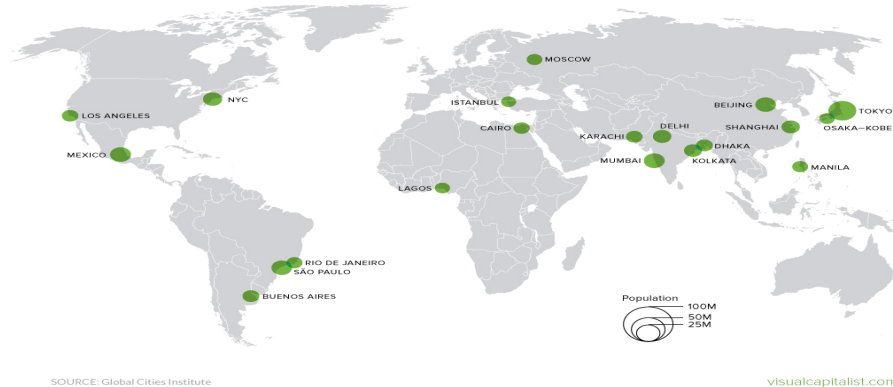 MOSCOW
NYC
ISTANBUL
BEIJING
TOKYO
LOS ANGELES
CAIRO
DELHI
SHANGHAI
OSAKA–KOBE
KARACHI
DHAKA
MEXICO
MUMBAI
KOLKATA
MANILA
LAGOS
RIO DE JANEIRO
SÃO PAULO
BUENOS AIRES
Population
100M
50M
25M
SOURCE: Global Cities Institute
visualcapitalist.com